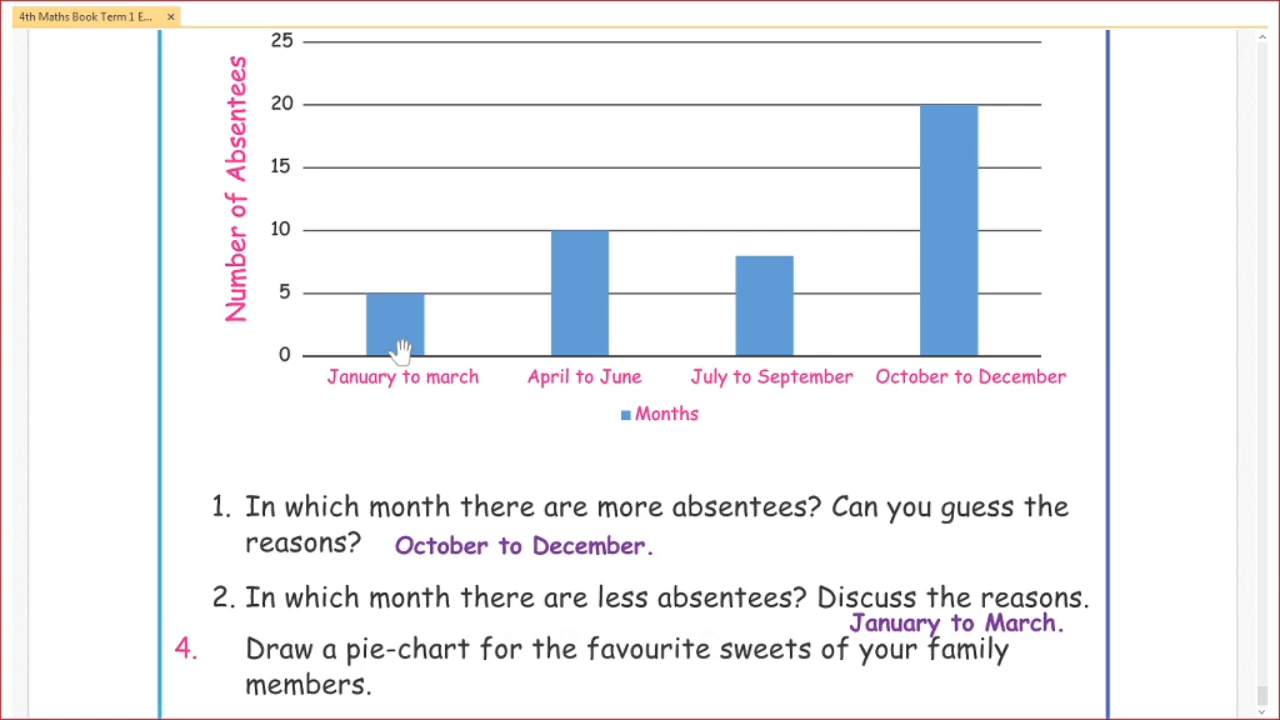 4th Maths Book Term 1 E... ×
25
20
15
10
5
0
Number of Absentees
January to march April to June July to September October to December
Months
1. In which month there are more absentees? Can you guess the
reasons? October to December.
2. In which month there are less absentees? Discuss the reasons.
January to March.
4. Draw a pie-chart for the favourite sweets of your family
members.